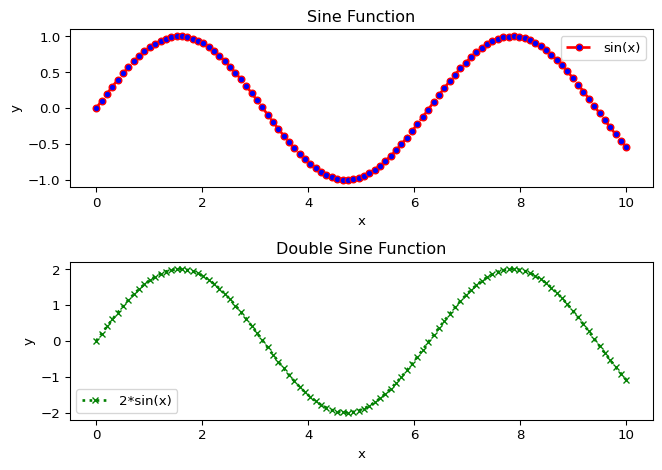 Sine Function
1.0
0.5
0.0
−0.5
−1.0
y
sin(x)
0 2 4 6 8 10
x
Double Sine Function
2
1
0
−1
−2
y
2*sin(x)
0 2 4 6 8 10
x